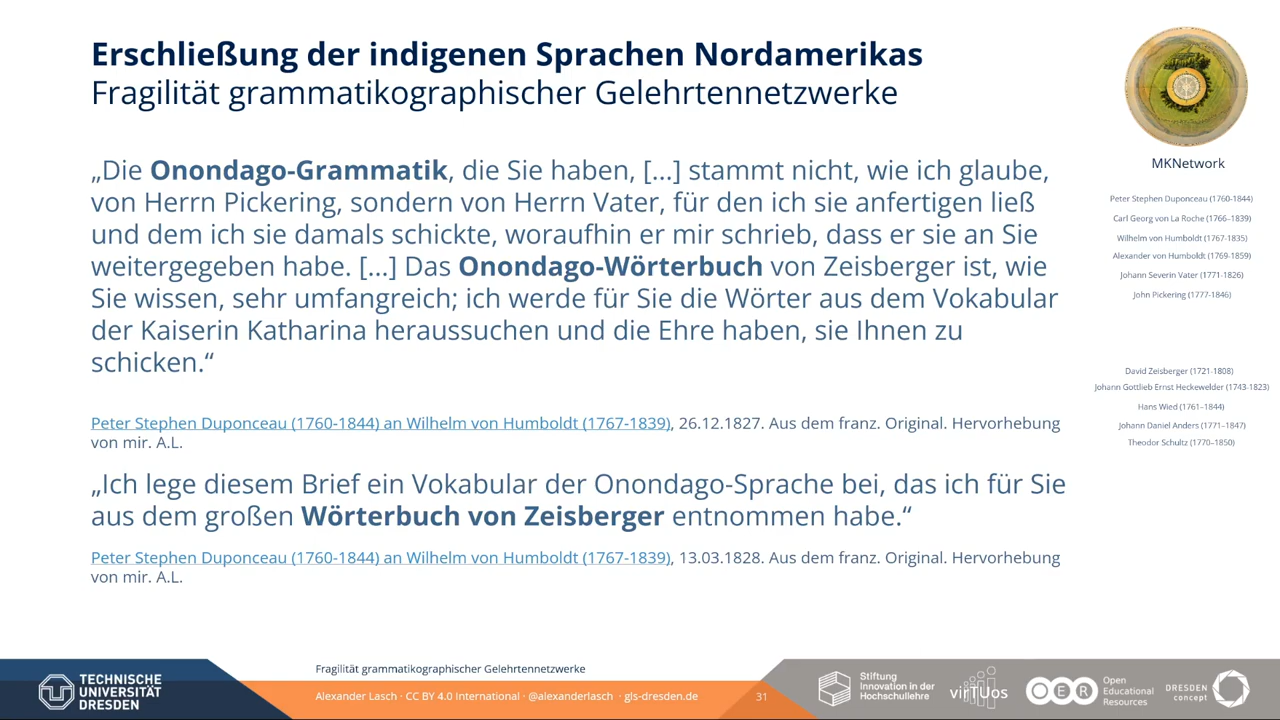 Erschließung der indigenen Sprachen Nordamerikas
Fragilität grammatikographischer Gelehrtennetzwerke
„Die Onondago-Grammatik, die Sie haben, [...] stammt nicht, wie ich glaube,
von Herrn Pickering, sondern von Herrn Vater, für den ich sie anfertigen ließ
und dem ich sie damals schickte, woraufhin er mir schrieb, dass er sie an Sie
weitergegeben habe. [...] Das Onondago-Wörterbuch von Zeisberger ist, wie
Sie wissen, sehr umfangreich; ich werde für Sie die Wörter aus dem Vokabular
der Kaiserin Katharina heraussuchen und die Ehre haben, sie Ihnen zu
schicken.“
Peter Stephen Duponceau (1760-1844) an Wilhelm von Humboldt (1767-1839), 26.12.1827. Aus dem franz. Original. Hervorhebung
von mir. A.L.
„Ich lege diesem Brief ein Vokabular der Onondago-Sprache bei, das ich für Sie
aus dem großen Wörterbuch von Zeisberger entnommen habe.“
Peter Stephen Duponceau (1760-1844) an Wilhelm von Humboldt (1767-1839), 13.03.1828. Aus dem franz. Original. Hervorhebung
von mir. A.L.
MKNetwork
Peter Stephen Duponceau (1760-1844)
Carl Georg von La Roche (1766–1839)
Wilhelm von Humboldt (1767-1835)
Alexander von Humboldt (1769-1859)
Johann Severin Vater (1771-1826)
John Pickering (1777-1846)
David Zeisberger (1721-1808)
Johann Gottlieb Ernst Heckewelder (1743-1823)
Hans Wied (1761–1844)
Johann Daniel Anders (1771–1847)
Theodor Schultz (1770–1850)
TECHNISCHE
UNIVERSITÄT
DRESDEN
Fragilität grammatikographischer Gelehrtennetzwerke
Alexander Lasch · CC BY 4.0 International · @alexanderlasch · gls-dresden.de
31
Stiftung
Innovation in der
Hochschullehre
virTUos
OER
Open
Educational
Resources
DRESDEN
concept